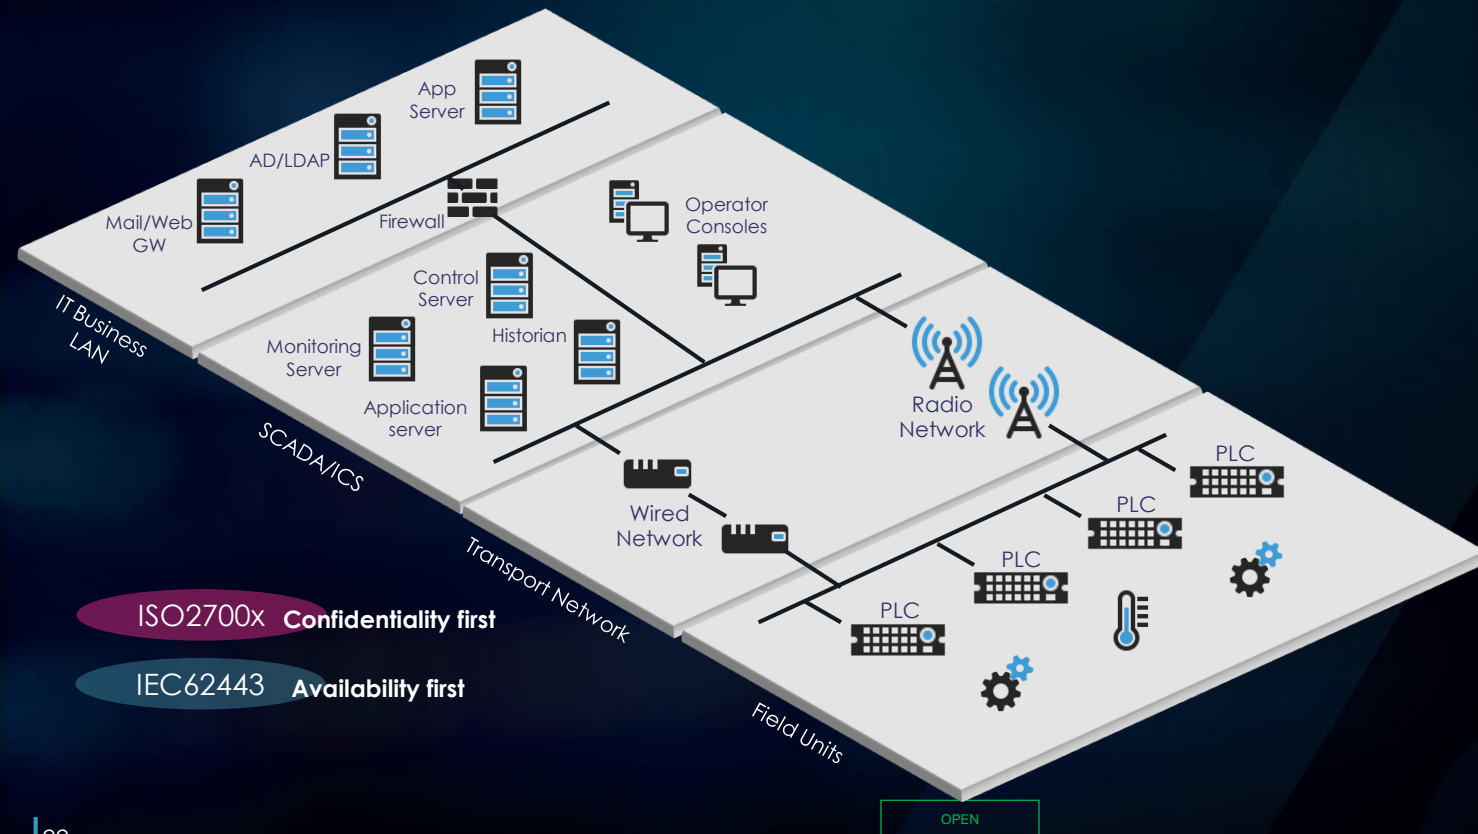 App
Server
AD/LDAP
Mail/Web
GW
Firewall
Operator
Consoles
Control
Server
Historian
Monitoring
Server
Application
server
IT Business
LAN
SCADA/ICS
Radio
Network
Wired
Network
Transport Network
PLC
PLC
PLC
PLC
Field Units
ISO2700x Confidentiality first
IEC62443 Availability first
OPEN